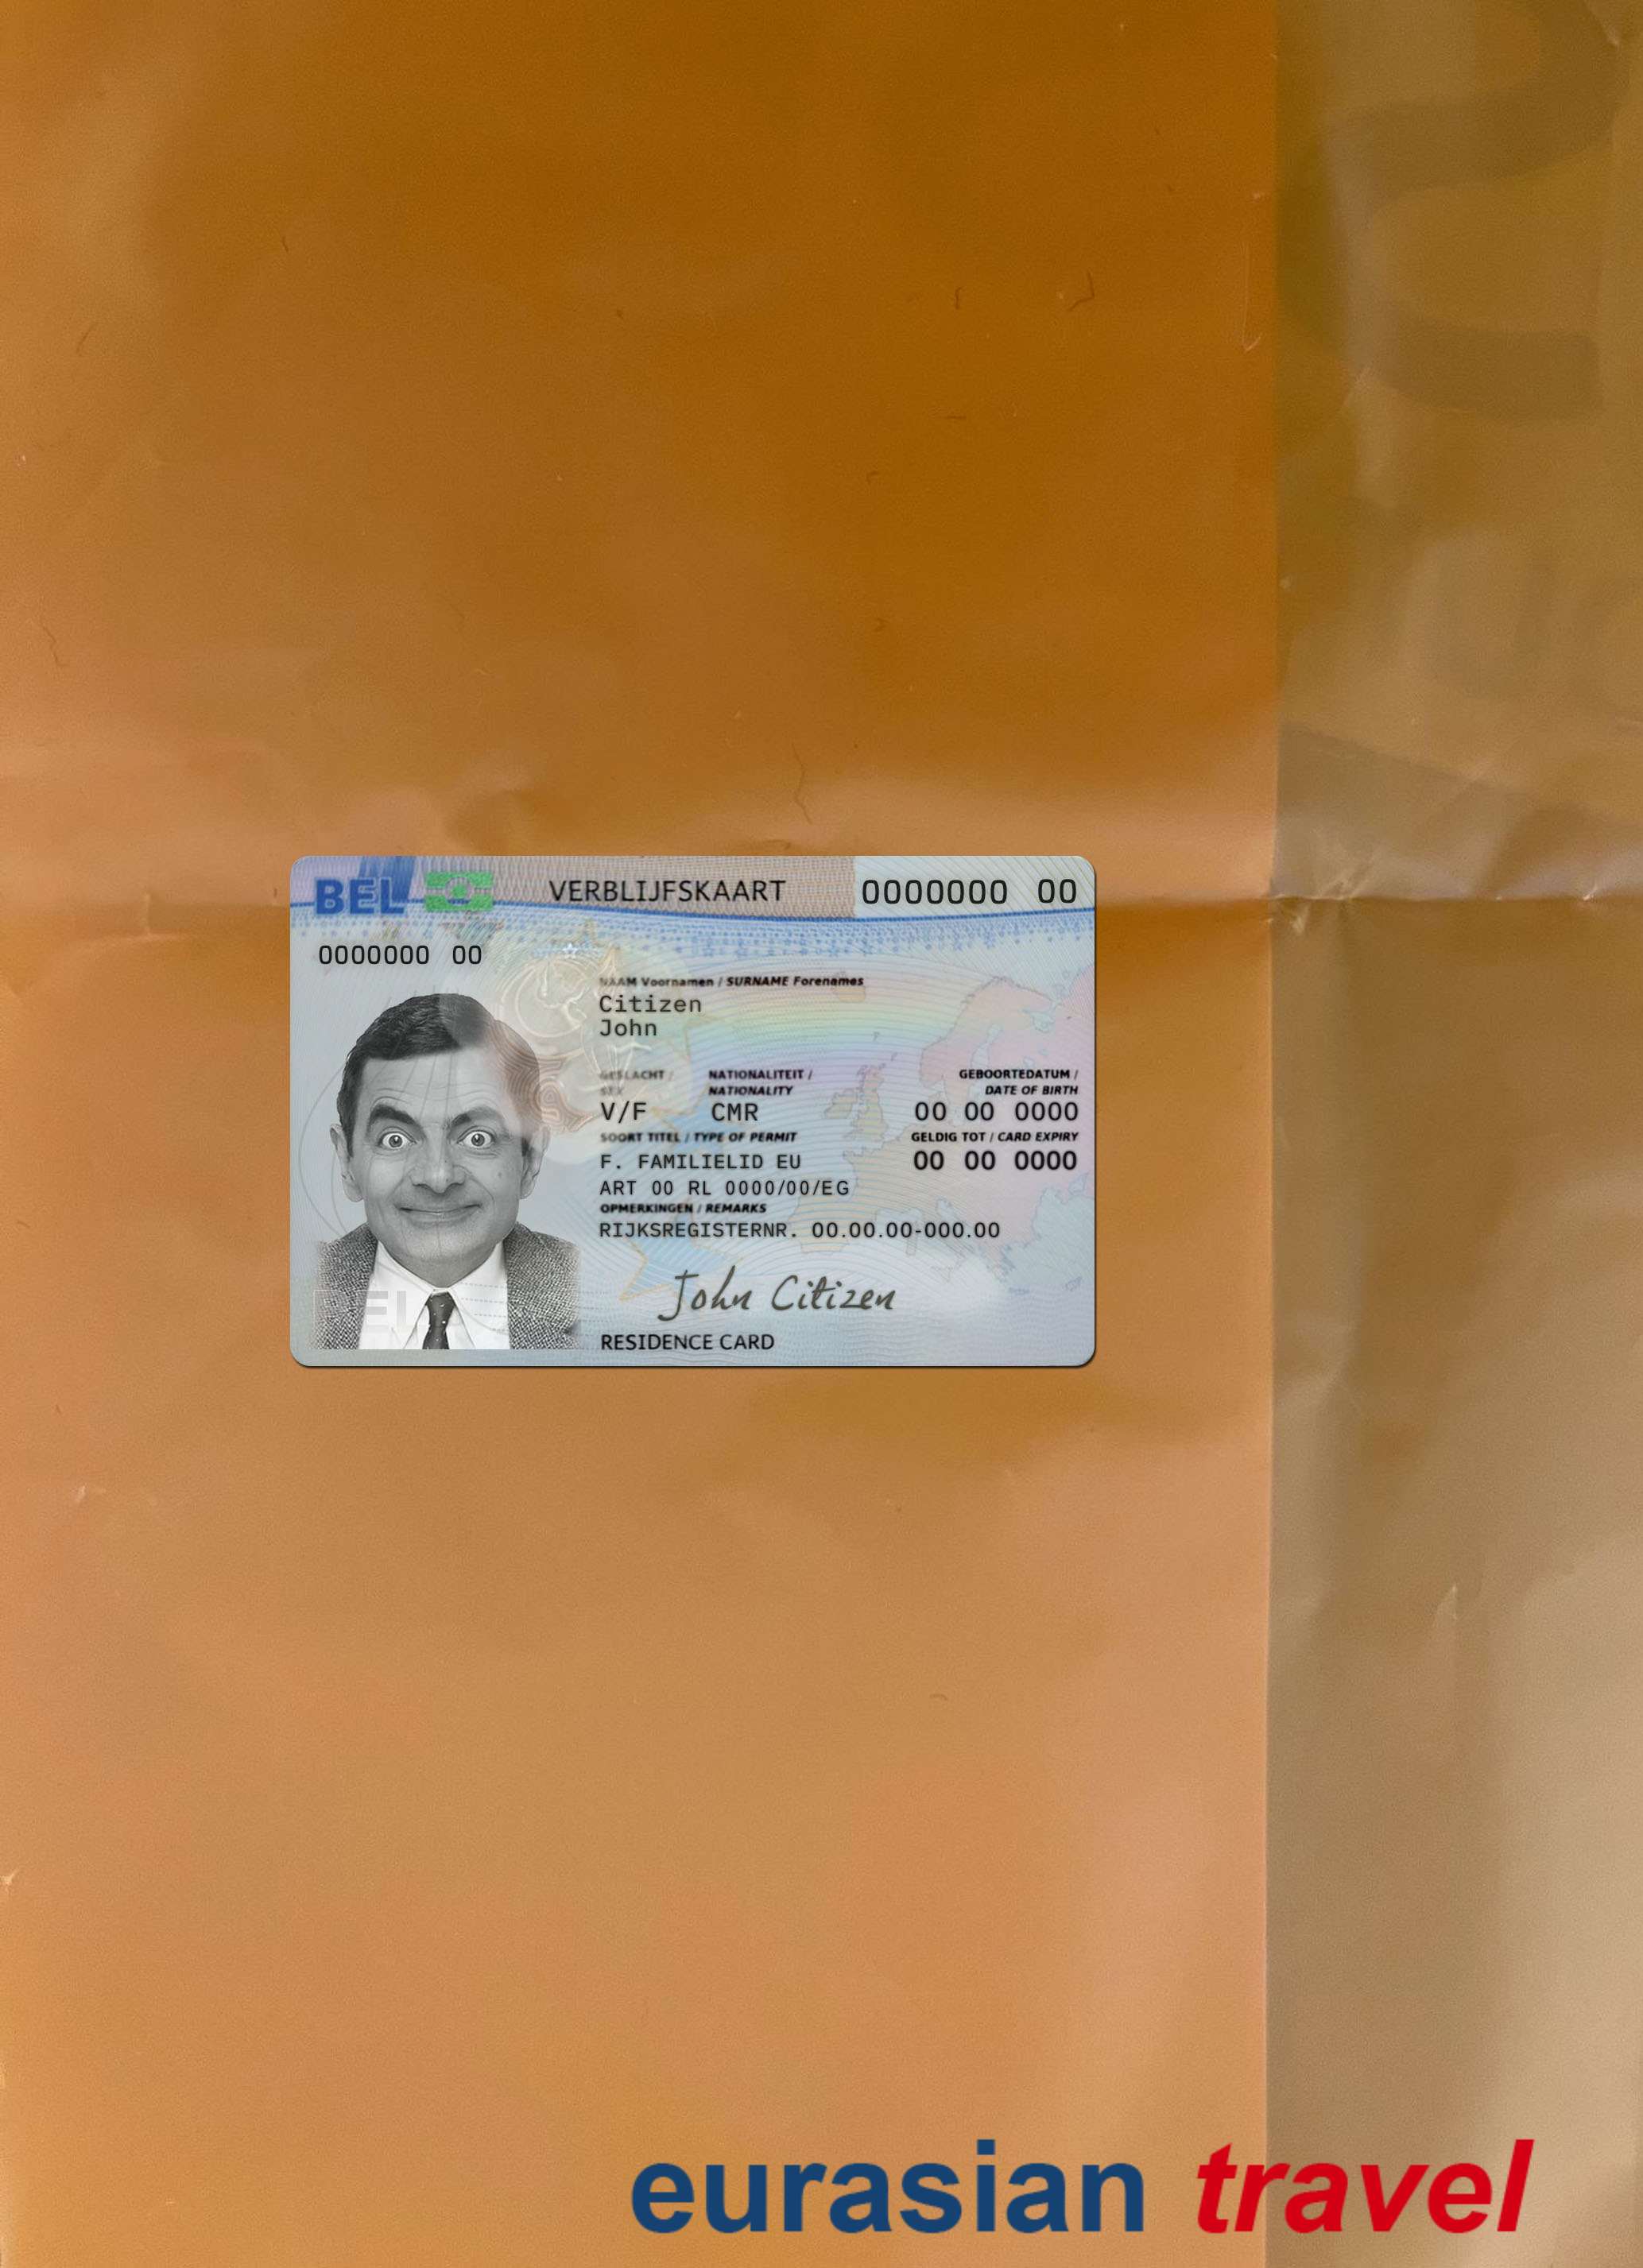 BEL VERBLIJFSKAART 0000000 00
0000000 00
NAAM Voornamen / SURNAME Forenames
Citizen
John
GESLACHT / NATIONALITEIT / GEBOORTEDATUM /
SEX NATIONALITY DATE OF BIRTH
V/F CMR 00 00 0000
SOORT TITEL / TYPE OF PERMIT GELDIG TOT / CARD EXPIRY
F. FAMILIELID EU 00 00 0000
ART 00 RL 0000/00/EG
OPMERKINGEN / REMARKS
RIJKSREGISTERNR. 00.00.00-000.00
John Citizen
BEL
RESIDENCE CARD
eurasian travel